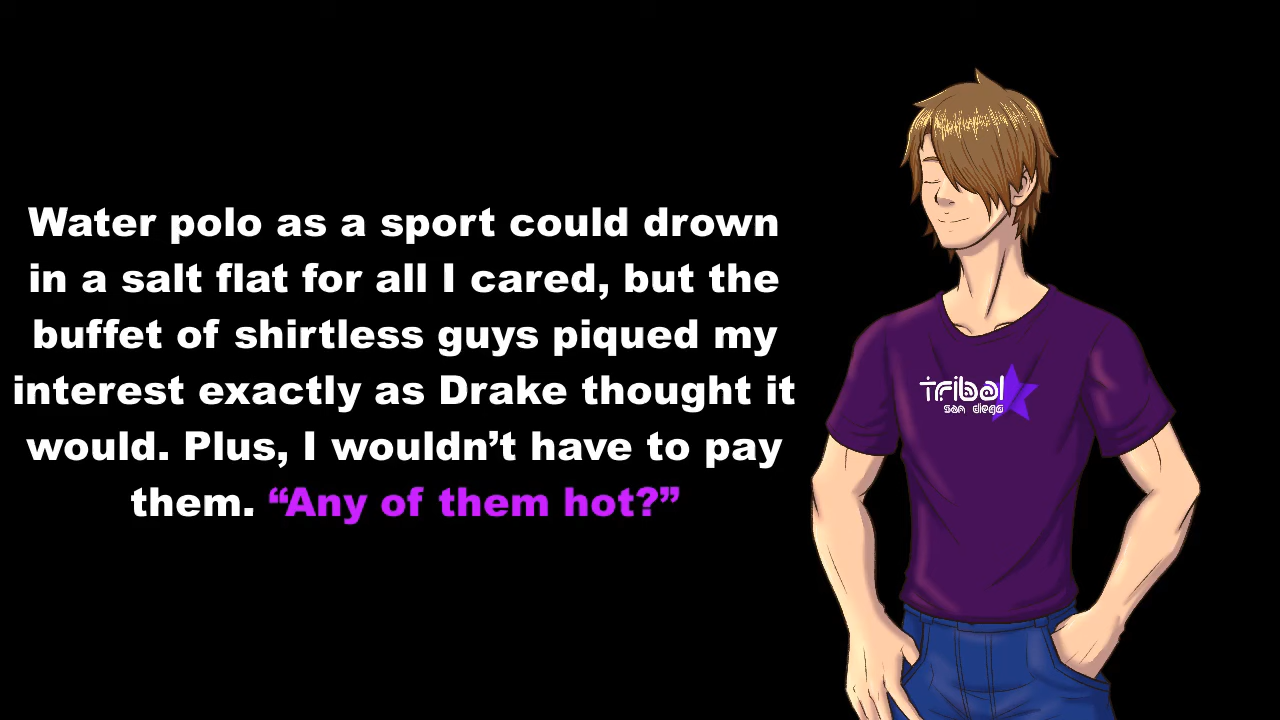 Water polo as a sport could drown
in a salt flat for all I cared, but the
buffet of shirtless guys piqued my
interest exactly as Drake thought it
would. Plus, I wouldn’t have to pay
them. “Any of them hot?”
tribal
san diego